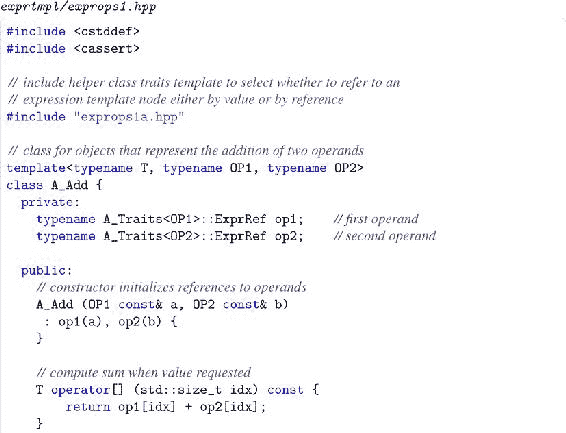 exprtmpl/exprops1.hpp
#include <cstddef>
#include <cassert>
// include helper class traits template to select whether to refer to an
// expression template node either by value or by reference
#include "exprops1a.hpp"
// class for objects that represent the addition of two operands
template<typename T, typename OP1, typename OP2>
class A_Add {
  private:
    typename A_Traits<OP1>::ExprRef op1;    // first operand
    typename A_Traits<OP2>::ExprRef op2;    // second operand
  public:
    // constructor initializes references to operands
    A_Add (OP1 const& a, OP2 const& b)
     : op1(a), op2(b) {
    }
    // compute sum when value requested
    T operator[] (std::size_t idx) const {
        return op1[idx] + op2[idx];
    }